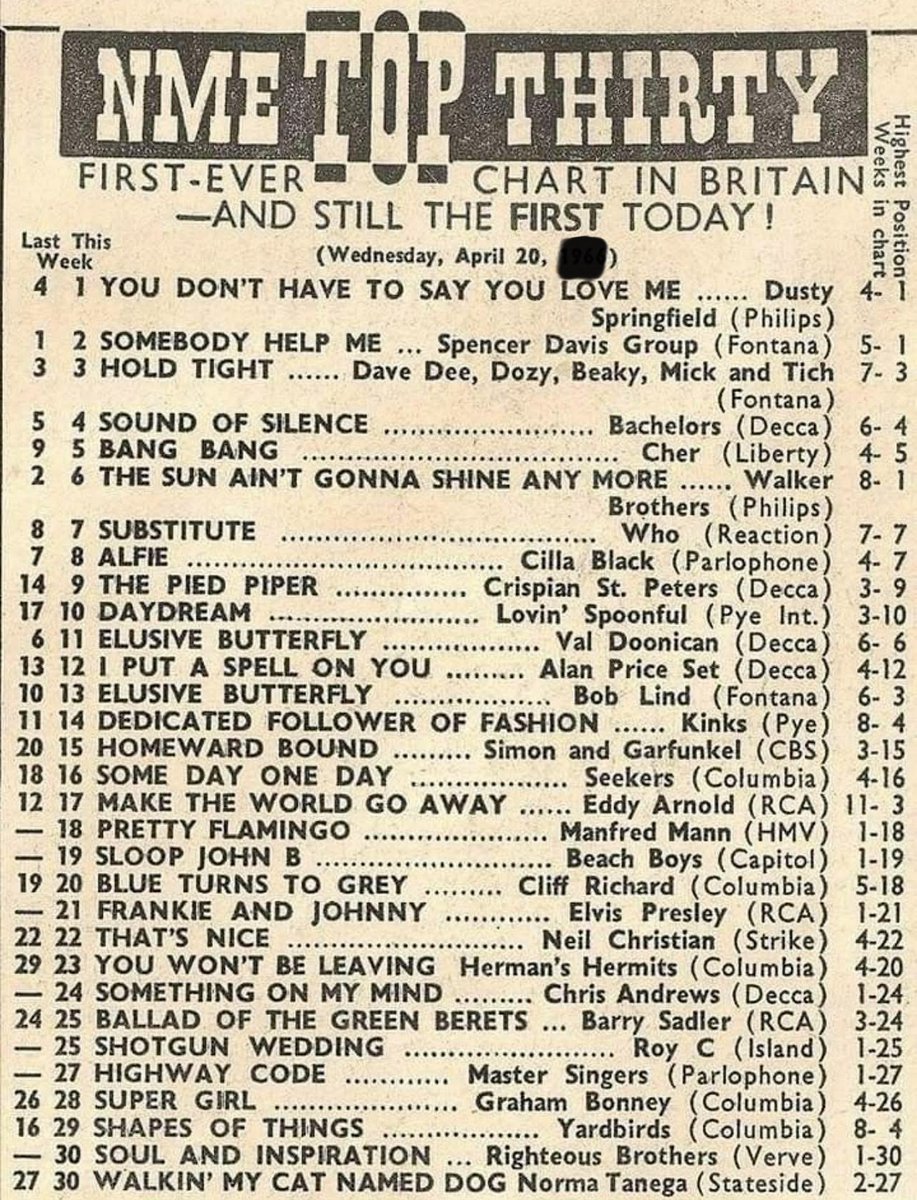 NME TOP THIRTY
FIRST-EVER CHART IN BRITAIN
—AND STILL THE FIRST TODAY!
Last This
Week
(Wednesday, April 20, )
Highest Position
Weeks in chart
4 1 YOU DON'T HAVE TO SAY YOU LOVE ME ...... Dusty 4- 1
Springfield (Philips)
1 2 SOMEBODY HELP ME ... Spencer Davis Group (Fontana) 5- 1
3 3 HOLD TIGHT ...... Dave Dee, Dozy, Beaky, Mick and Tich 7- 3
(Fontana)
5 4 SOUND OF SILENCE ........................ Bachelors (Decca) 6- 4
9 5 BANG BANG .................................... Cher (Liberty) 4- 5
2 6 THE SUN AIN'T GONNA SHINE ANY MORE ...... Walker 8- 1
Brothers (Philips)
8 7 SUBSTITUTE .................................... Who (Reaction) 7- 7
7 8 ALFIE .................................... Cilla Black (Parlophone) 4- 7
14 9 THE PIED PIPER ............... Crispian St. Peters (Decca) 3- 9
17 10 DAYDREAM ........................ Lovin' Spoonful (Pye Int.) 3-10
6 11 ELUSIVE BUTTERFLY .................. Val Doonican (Decca) 6- 6
13 12 I PUT A SPELL ON YOU ......... Alan Price Set (Decca) 4-12
10 13 ELUSIVE BUTTERFLY .................. Bob Lind (Fontana) 6- 3
11 14 DEDICATED FOLLOWER OF FASHION ...... Kinks (Pye) 8- 4
20 15 HOMEWARD BOUND ......... Simon and Garfunkel (CBS) 3-15
18 16 SOME DAY ONE DAY .................. Seekers (Columbia) 4-16
12 17 MAKE THE WORLD GO AWAY ...... Eddy Arnold (RCA) 11- 3
— 18 PRETTY FLAMINGO ..................... Manfred Mann (HMV) 1-18
— 19 SLOOP JOHN B ........................... Beach Boys (Capitol) 1-19
19 20 BLUE TURNS TO GREY ......... Cliff Richard (Columbia) 5-18
— 21 FRANKIE AND JOHNNY ............ Elvis Presley (RCA) 1-21
22 22 THAT'S NICE ........................... Neil Christian (Strike) 4-22
29 23 YOU WON'T BE LEAVING Herman's Hermits (Columbia) 4-20
— 24 SOMETHING ON MY MIND ......... Chris Andrews (Decca) 1-24
24 25 BALLAD OF THE GREEN BERETS ... Barry Sadler (RCA) 3-24
— 25 SHOTGUN WEDDING ........................ Roy C (Island) 1-25
— 27 HIGHWAY CODE ............ Master Singers (Parlophone) 1-27
26 28 SUPER GIRL ..................... Graham Bonney (Columbia) 4-26
16 29 SHAPES OF THINGS .................. Yardbirds (Columbia) 8- 4
— 30 SOUL AND INSPIRATION ... Righteous Brothers (Verve) 1-30
27 30 WALKIN' MY CAT NAMED DOG Norma Tanega (Stateside) 2-27